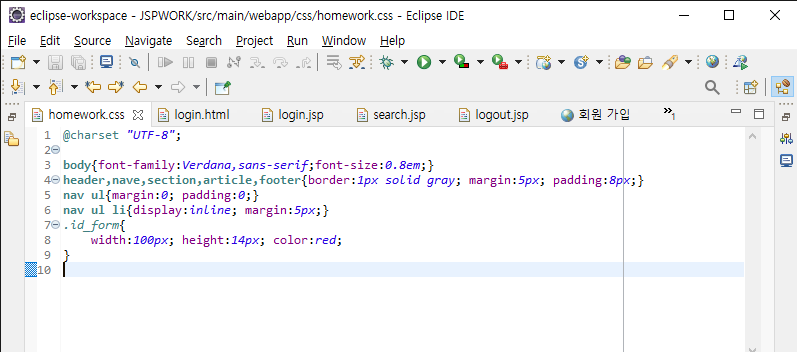 eclipse-workspace - JSPWORK/src/main/webapp/css/homework.css - Eclipse IDE
File Edit Source Navigate Search Project Run Window Help
homework.css login.html login.jsp search.jsp logout.jsp 회원 가입 »1
1 @charset "UTF-8";
2
3 body{font-family:Verdana,sans-serif;font-size:0.8em;}
4 header,nave,section,article,footer{border:1px solid gray; margin:5px; padding:8px;}
5 nav ul{margin:0; padding:0;}
6 nav ul li{display:inline; margin:5px;}
7 .id_form{
8 width:100px; height:14px; color:red;
9 }
10